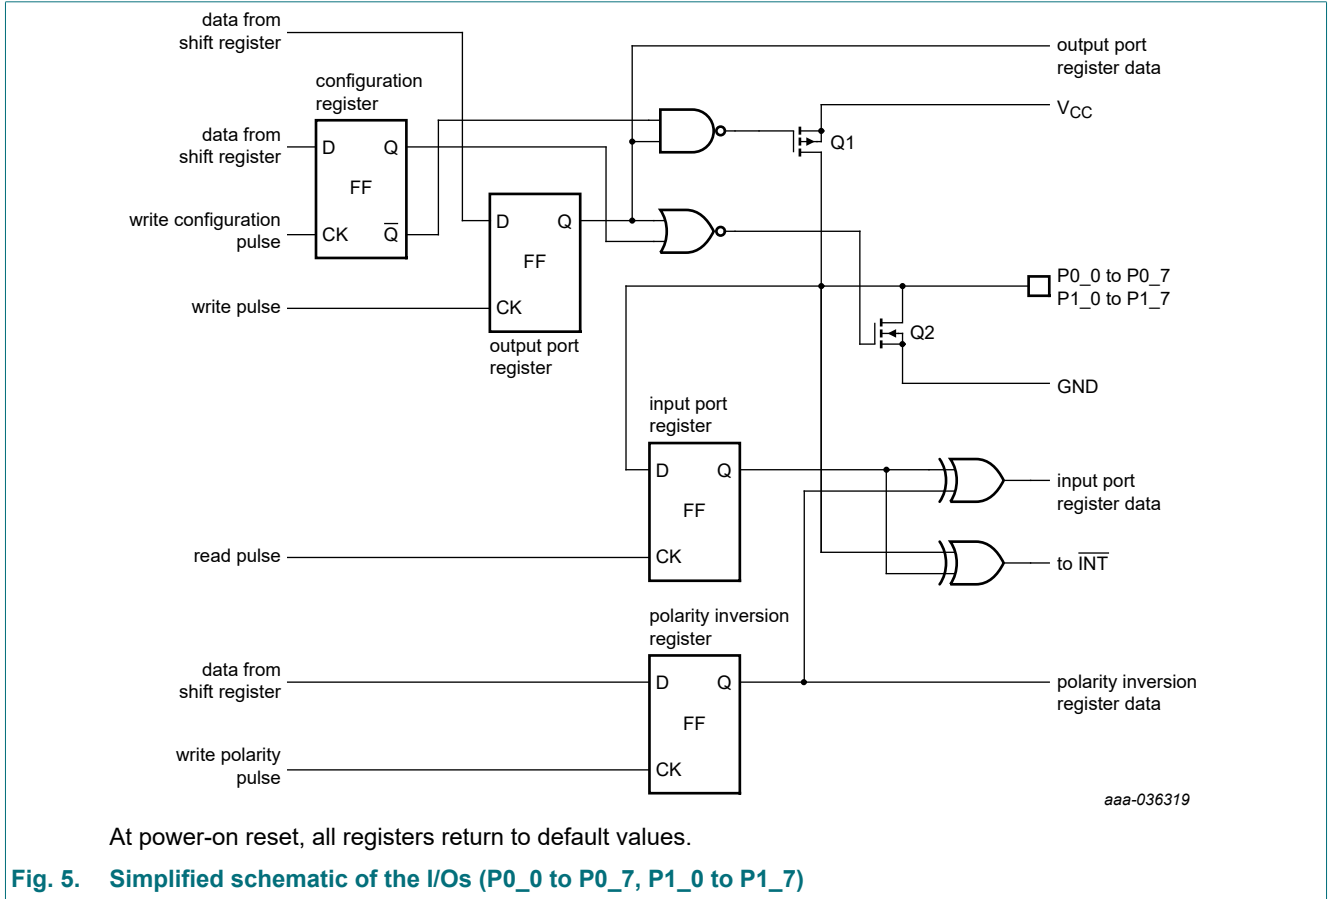 data from
shift register
output port
register data
configuration
register
VCC
data from
shift register
D
Q
Q1
FF
write configuration
pulse
CK
Q̅
D
Q
FF
P0_0 to P0_7
P1_0 to P1_7
write pulse
CK
Q2
output port
register
GND
input port
register
D
Q
input port
register data
FF
read pulse
CK
to I̅N̅T̅
polarity inversion
register
data from
shift register
D
Q
polarity inversion
register data
FF
write polarity
pulse
CK
aaa-036319
At power-on reset, all registers return to default values.
Fig. 5. Simplified schematic of the I/Os (P0_0 to P0_7, P1_0 to P1_7)